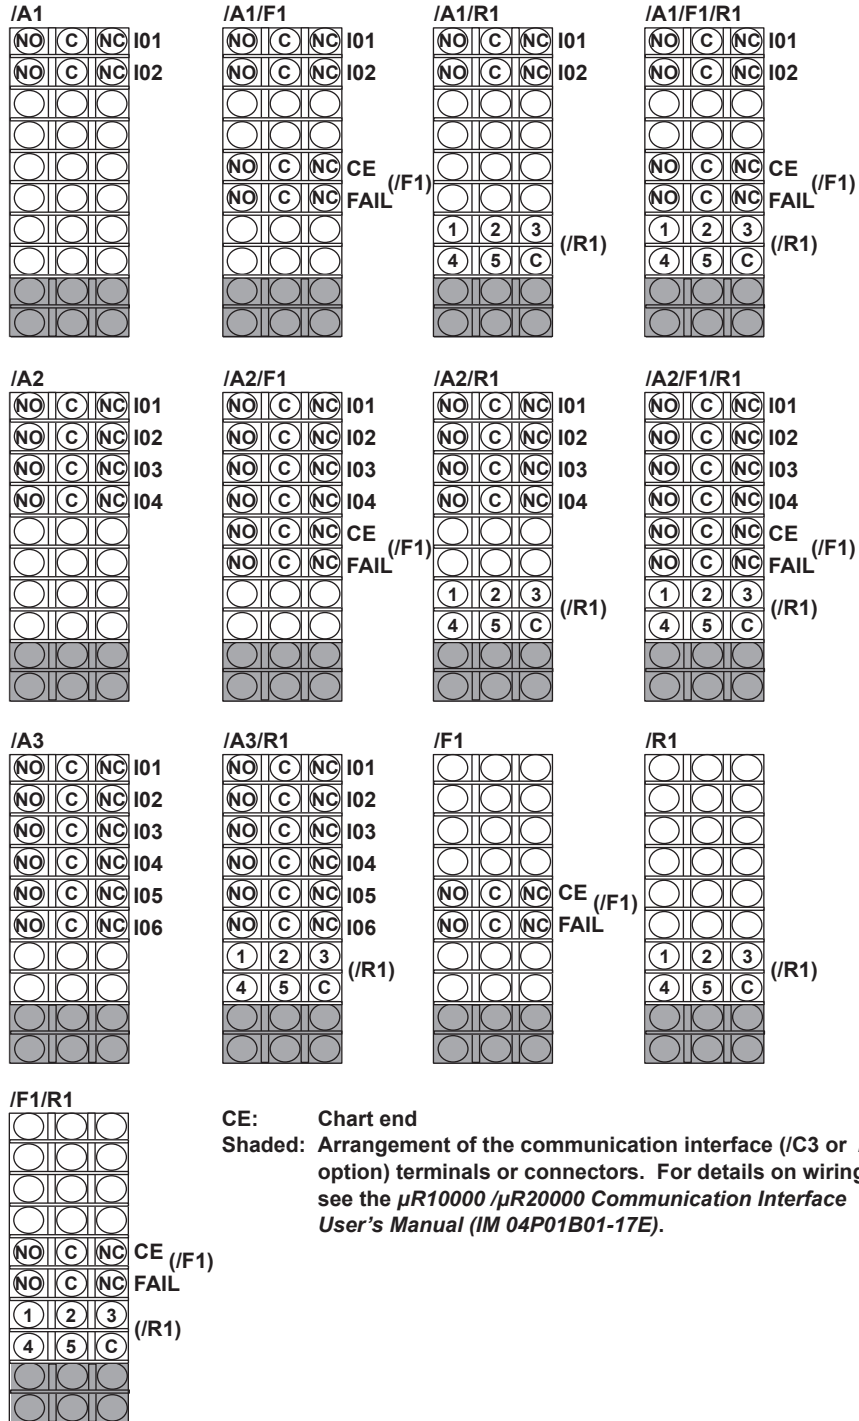 /A1 /A1/F1 /A1/R1 /A1/F1/R1
NO C NC I01 NO C NC I01 NO C NC I01 NO C NC I01
NO C NC I02 NO C NC I02 NO C NC I02 NO C NC I02
NO C NC CE NO C NC CE
(/F1) (/F1)
NO C NC FAIL NO C NC FAIL
1 2 3 1 2 3
(/R1) (/R1)
4 5 C 4 5 C
/A2 /A2/F1 /A2/R1 /A2/F1/R1
NO C NC I01 NO C NC I01 NO C NC I01 NO C NC I01
NO C NC I02 NO C NC I02 NO C NC I02 NO C NC I02
NO C NC I03 NO C NC I03 NO C NC I03 NO C NC I03
NO C NC I04 NO C NC I04 NO C NC I04 NO C NC I04
NO C NC CE NO C NC CE
(/F1) (/F1)
NO C NC FAIL NO C NC FAIL
1 2 3 1 2 3
(/R1) (/R1)
4 5 C 4 5 C
/A3 /A3/R1 /F1 /R1
NO C NC I01 NO C NC I01
NO C NC I02 NO C NC I02
NO C NC I03 NO C NC I03
NO C NC I04 NO C NC I04
NO C NC I05 NO C NC I05 NO C NC CE
(/F1)
NO C NC I06 NO C NC I06 NO C NC FAIL
1 2 3 1 2 3
(/R1) (/R1)
4 5 C 4 5 C
/F1/R1
CE: Chart end
Shaded: Arrangement of the communication interface (/C3 or
option) terminals or connectors. For details on wiring
see the µR10000 /µR20000 Communication Interface
User's Manual (IM 04P01B01-17E).
NO C NC CE
(/F1)
NO C NC FAIL
1 2 3
(/R1)
4 5 C